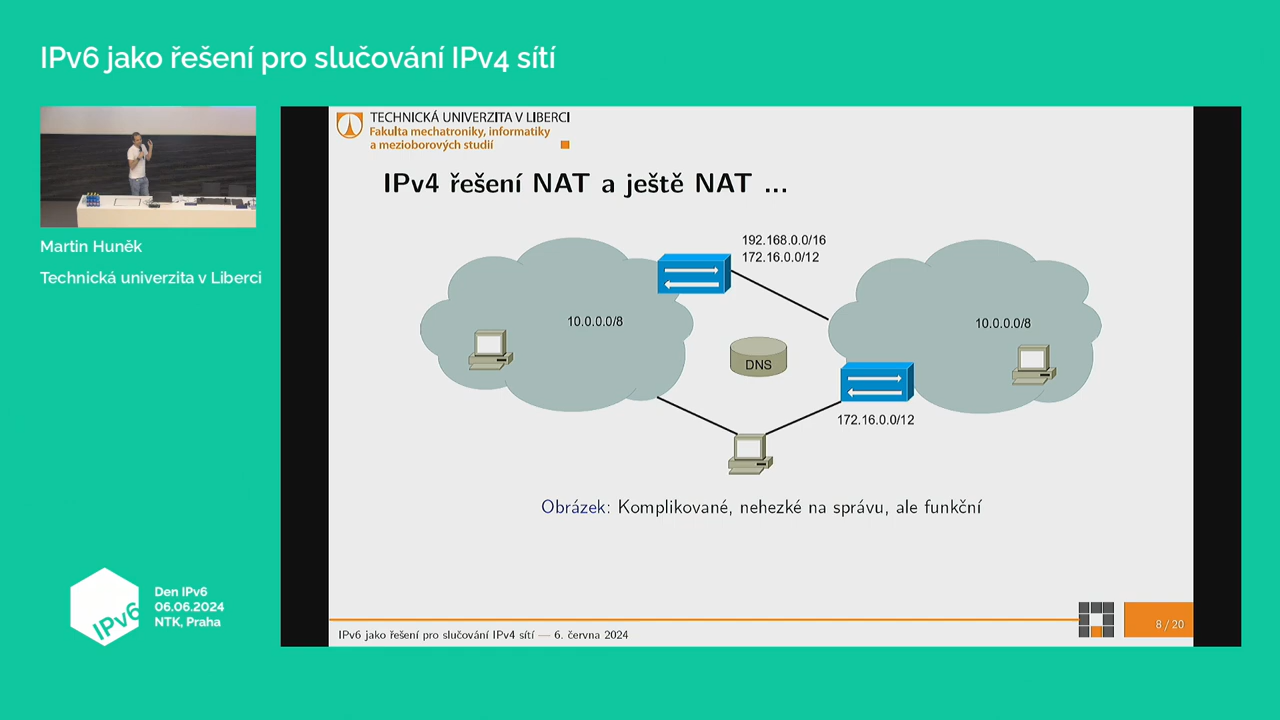 IPv6 jako řešení pro slučování IPv4 sítí
Martin Huněk
Technická univerzita v Liberci
TECHNICKÁ UNIVERZITA V LIBERCI
Fakulta mechatroniky, informatiky
a mezioborových studií
IPv4 řešení NAT a ještě NAT ...
192.168.0.0/16
172.16.0.0/12
10.0.0.0/8
10.0.0.0/8
DNS
172.16.0.0/12
Obrázek: Komplikované, nehezké na správu, ale funkční
IPv6
Den IPv6
06.06.2024
NTK, Praha
IPv6 jako řešení pro slučování IPv4 sítí — 6. června 2024
8 / 20